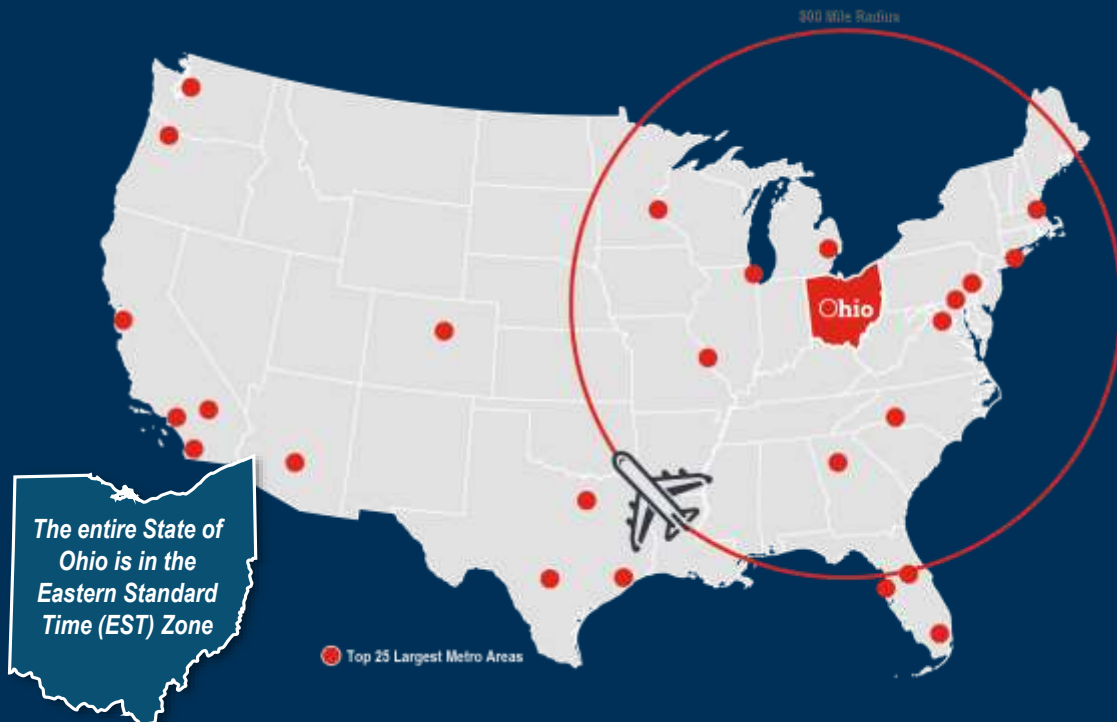 800 Mile Radius
Ohio
The entire State of
Ohio is in the
Eastern Standard
Time (EST) Zone
Top 25 Largest Metro Areas